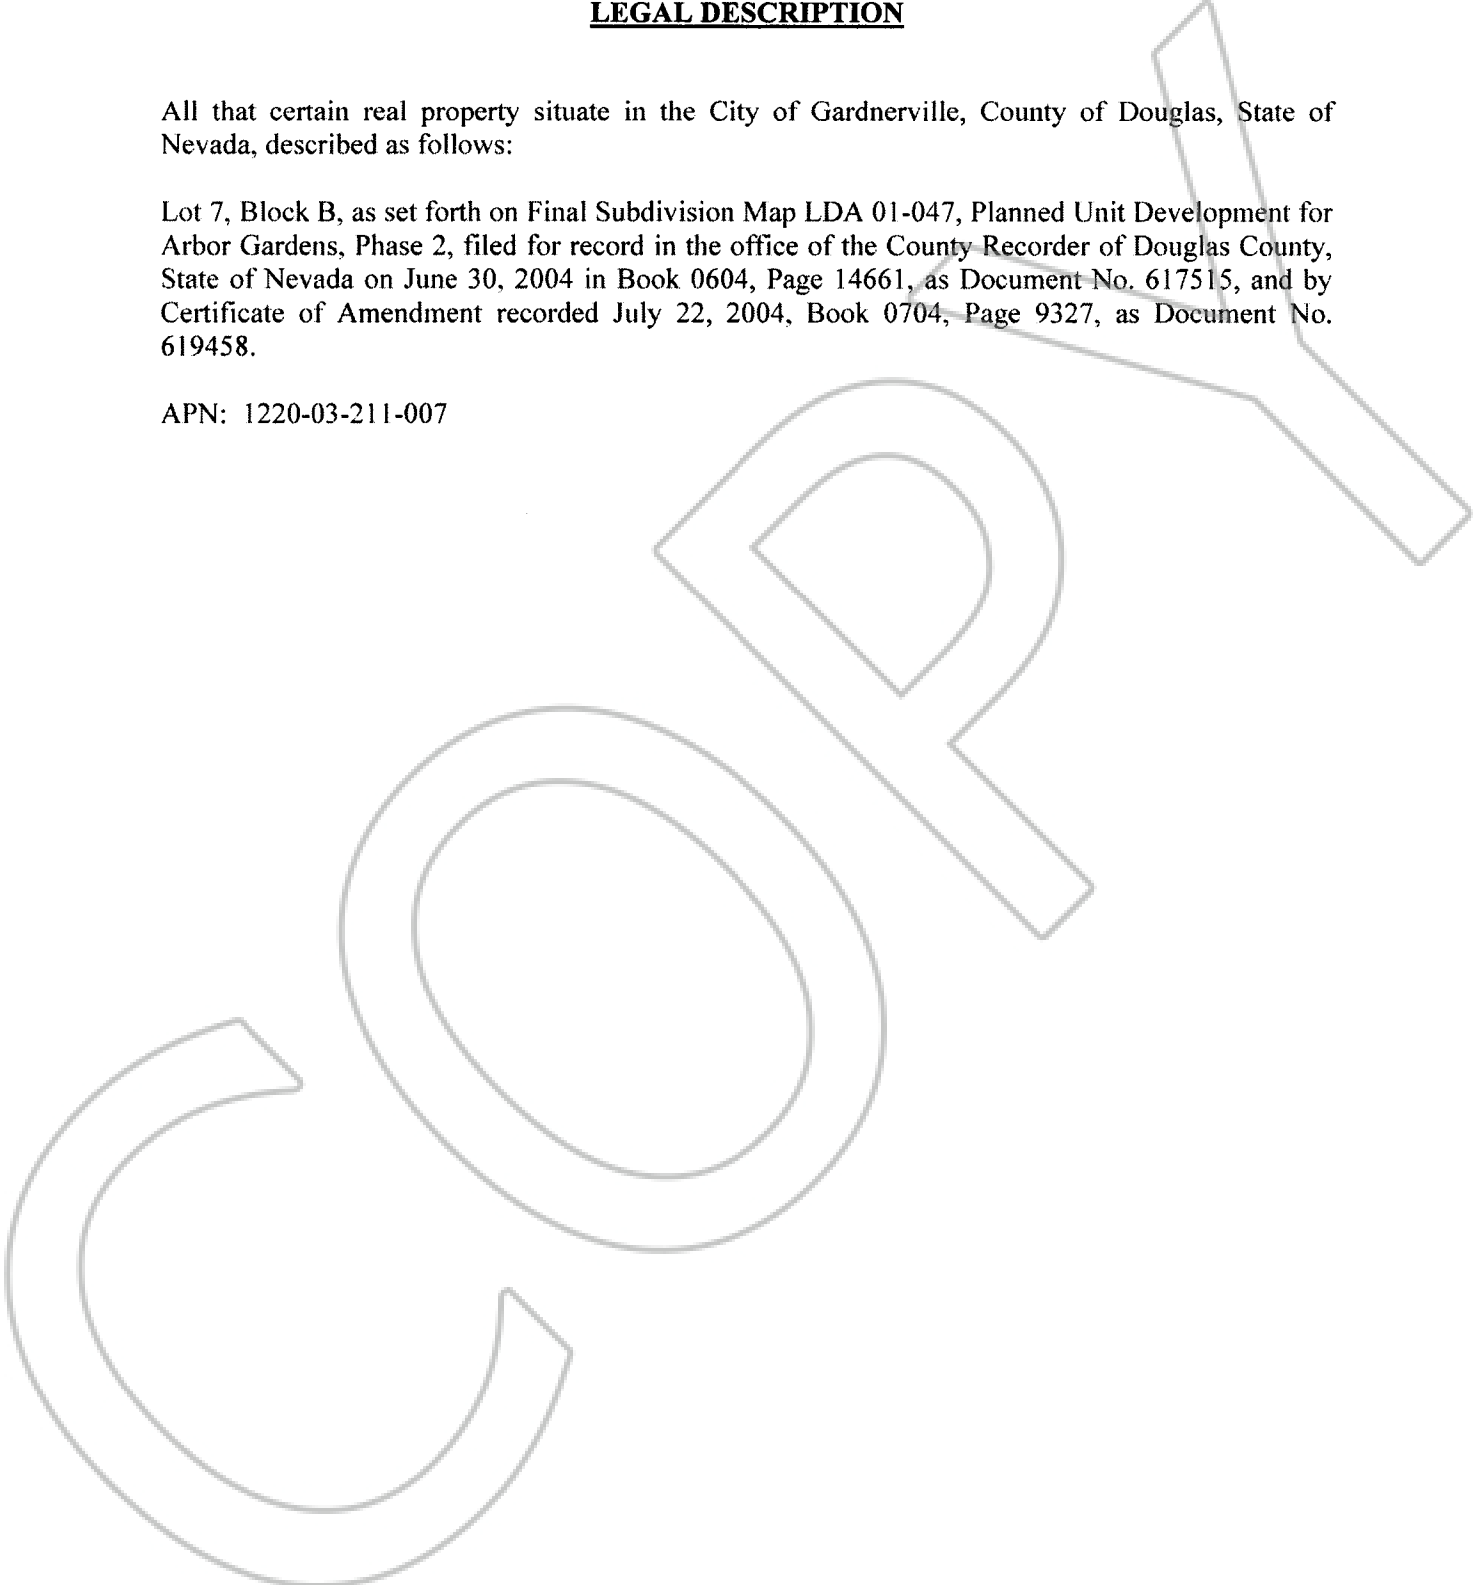 LEGAL DESCRIPTION
All that certain real property situate in the City of Gardnerville, County of Douglas, State of
Nevada, described as follows:
Lot 7, Block B, as set forth on Final Subdivision Map LDA 01-047, Planned Unit Development for
Arbor Gardens, Phase 2, filed for record in the office of the County Recorder of Douglas County,
State of Nevada on June 30, 2004 in Book 0604, Page 14661, as Document No. 617515, and by
Certificate of Amendment recorded July 22, 2004, Book 0704, Page 9327, as Document No.
619458.
APN: 1220-03-211-007
COPY